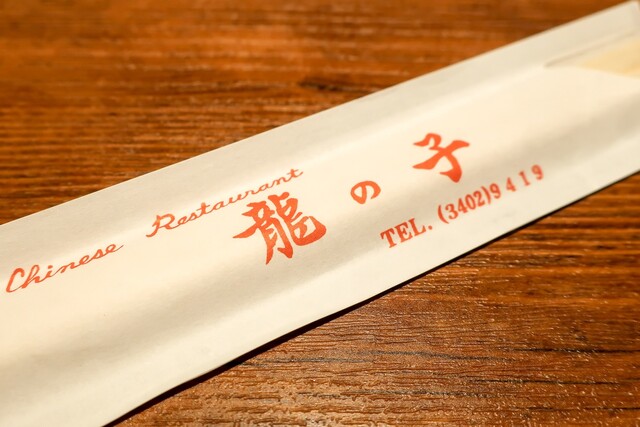 Chinese Restaurant
龍の子
TEL. (3402)9419